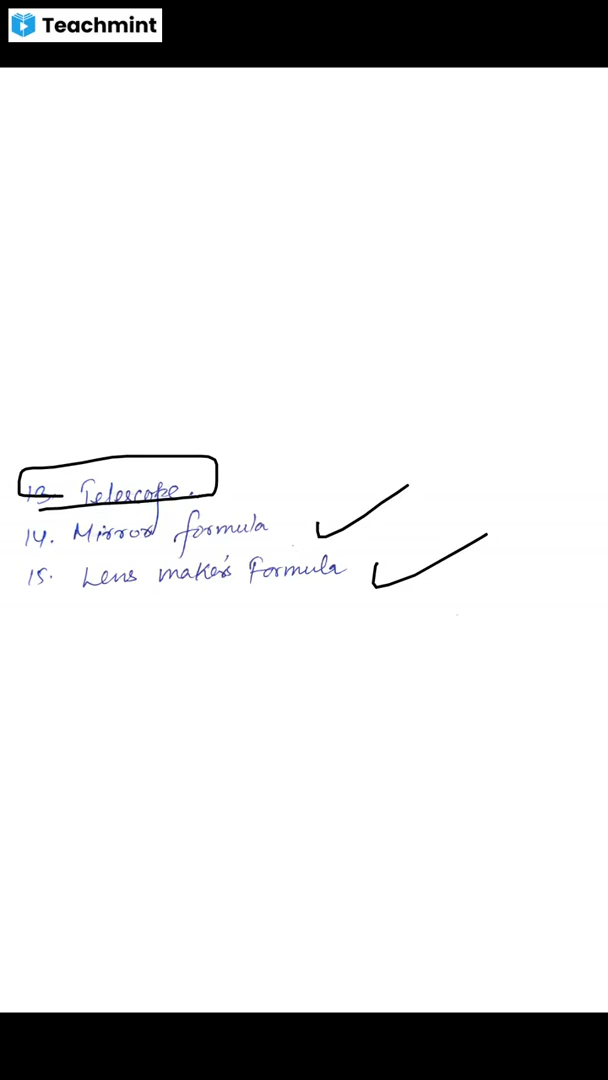 Teachmint
13. Telescope.
14. Mirror formula
15. Lens maker's Formula